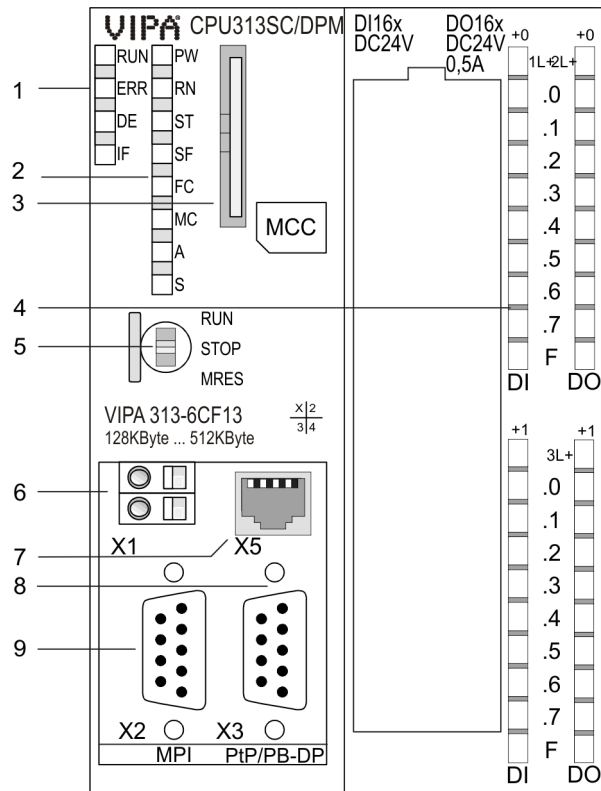 VIPA CPU313SC/DPM
RUN
ERR
DE
IF
PW
RN
ST
SF
FC
MC
A
S
MCC
1
2
3
4
5
6
7
8
9
RUN
STOP
MRES
VIPA 313-6CF13
128KByte ... 512KByte
X 2
3 4
X1
X5
X2
X3
MPI
PtP/PB-DP
DI16x
DC24V
DO16x
DC24V
0,5A
+0
+0
1L+2L+
.0
.1
.2
.3
.4
.5
.6
.7
F
DI
DO
+1
+1
3L+
.0
.1
.2
.3
.4
.5
.6
.7
F
DI
DO